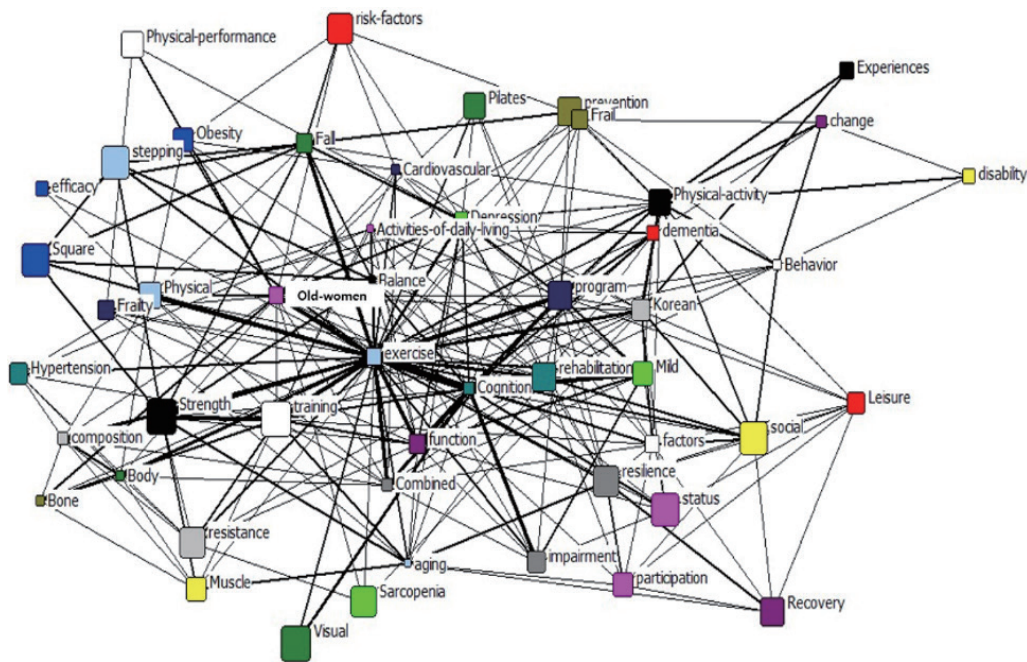 risk-factors
Physical-performance
Experiences
Pilates
prevention
Frail
change
Obesity
Fall
stepping
Cardiovascular
disability
efficacy
Physical-activity
Depression
Activities-of-daily-living
dementia
Square
Behavior
Balance
Physical
Old-women
program
Frailty
Korean
exercise
Hypertension
rehabilitation
Mild
Cognition
Leisure
Strength
training
social
composition
function
factors
Body
Combined
resilience
Bone
status
resistance
aging
impairment
Muscle
Sarcopenia
participation
Recovery
Visual